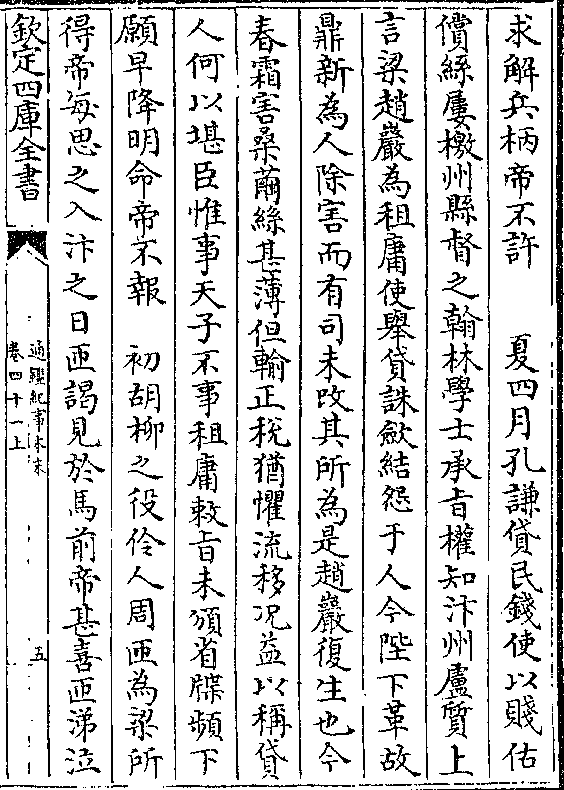 求解兵柄帝不許　　夏四月孔謙貸民錢使以賤估
償絲屢檄州縣督之翰林學士承㫖權知汴州盧質上
言梁趙巖為租庸使舉貸誅斂結怨于人今陛下革故
鼎新為人除害而有司未改其所為是趙巖復生也今
春霜害桑繭絲甚薄但輸正稅猶懼流移况益以稱貸
人何以堪臣惟事天子不事租庸敕㫖未頒省牒頻下
願早降明命帝不報　初胡柳之役伶人周匝為梁所
得帝每思之入汴之日匝謁見於馬前帝甚喜匝涕泣
欽定四庫全書
通鑑紀事本末
卷四十一上
五